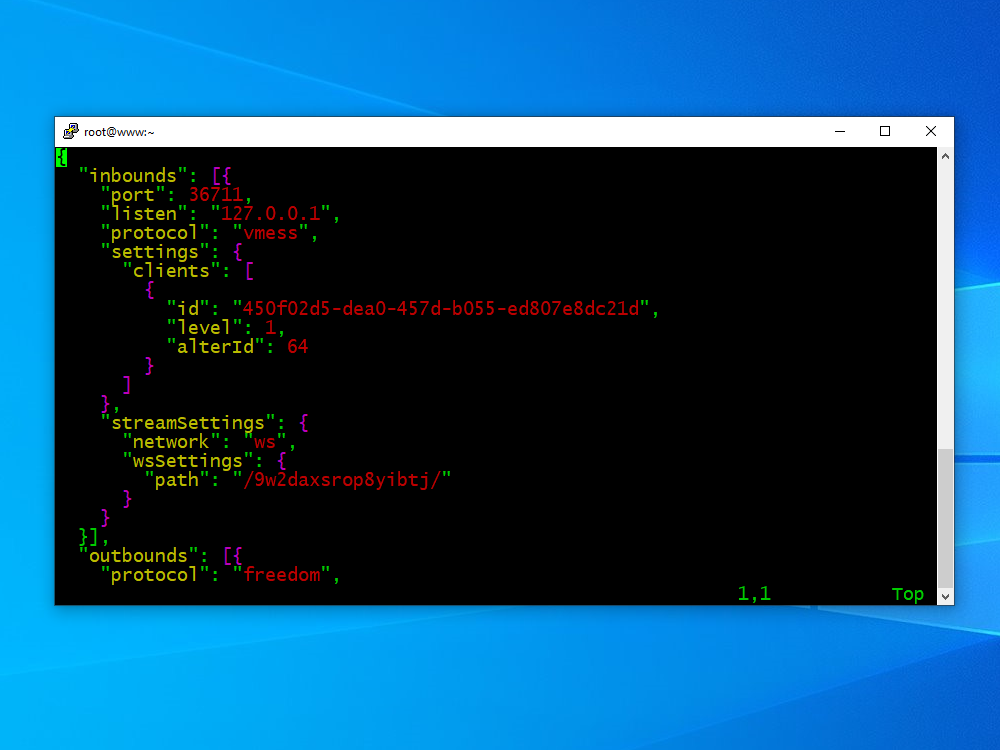 root@www:~
{
  "inbounds": [{
    "port": 36711,
    "listen": "127.0.0.1",
    "protocol": "vmess",
    "settings": {
      "clients": [
        {
          "id": "450f02d5-dea0-457d-b055-ed807e8dc21d",
          "level": 1,
          "alterId": 64
        }
      ]
    },
    "streamSettings": {
      "network": "ws",
      "wsSettings": {
        "path": "/9w2daxsrop8yibtj/"
      }
    }
  }],
  "outbounds": [{
    "protocol": "freedom",
1,1 Top